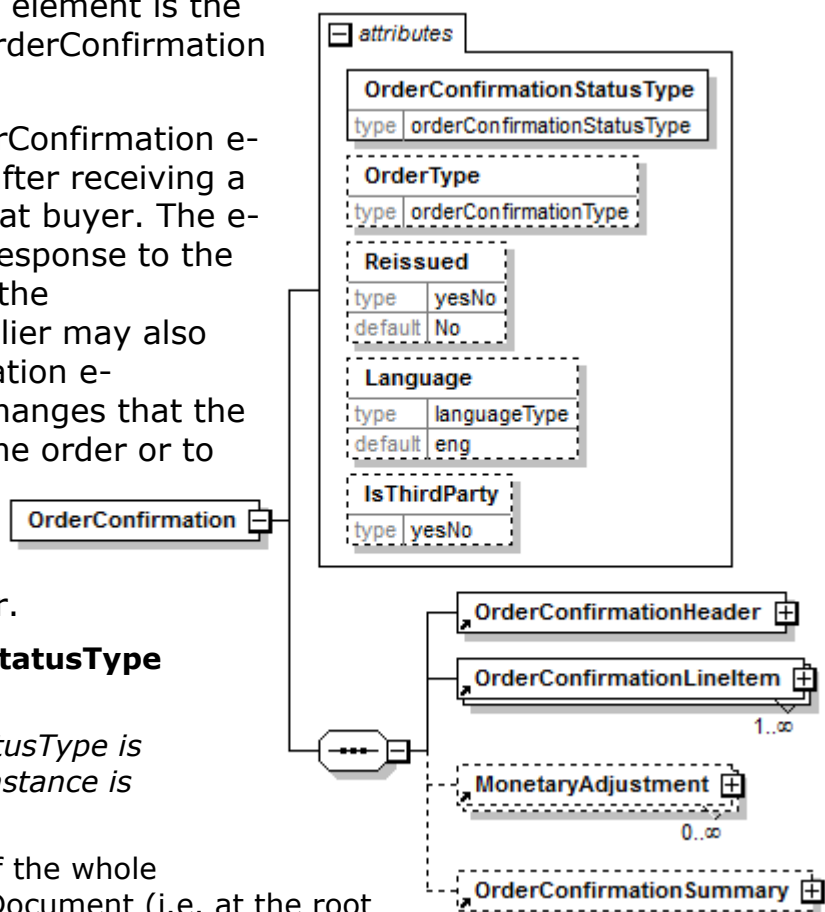 element is the
rderConfirmation
rConfirmation e-
fter receiving a
at buyer. The e-
esponse to the
the
lier may also
ation e-
hanges that the
ne order or to
r.
tatusType
tusType is
nstance is
f the whole
Document (i.e. at the root
attributes
OrderConfirmationStatusType
type orderConfirmationStatusType
OrderType
type orderConfirmationType
Reissued
type yesNo
default No
Language
type languageType
default eng
IsThirdParty
type yesNo
OrderConfirmation
OrderConfirmationHeader
OrderConfirmationLineItem
1..∞
MonetaryAdjustment
0..∞
OrderConfirmationSummary